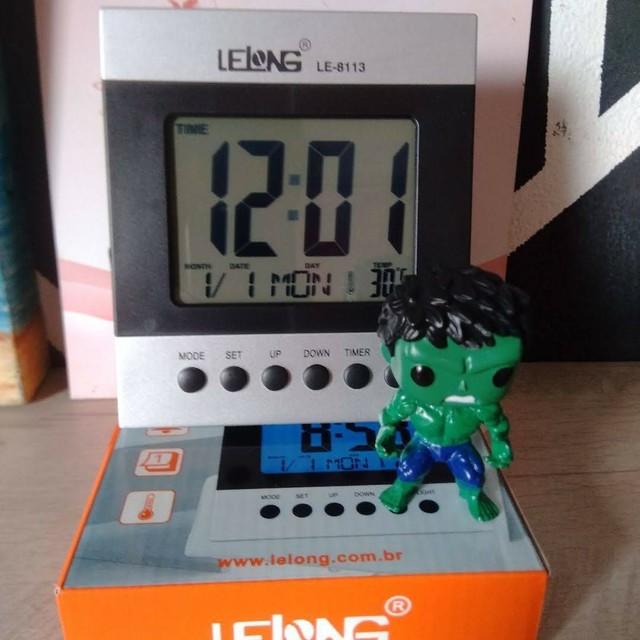 LELONG®
LE-8113
TIME
12:01
MONTH DATE DAY TEMP
1/ 1 MON 30°C
MODE SET UP DOWN TIMER
1/ 1 MON
MODE SET UP DOWN
www.lelong.com.br
LELONG®